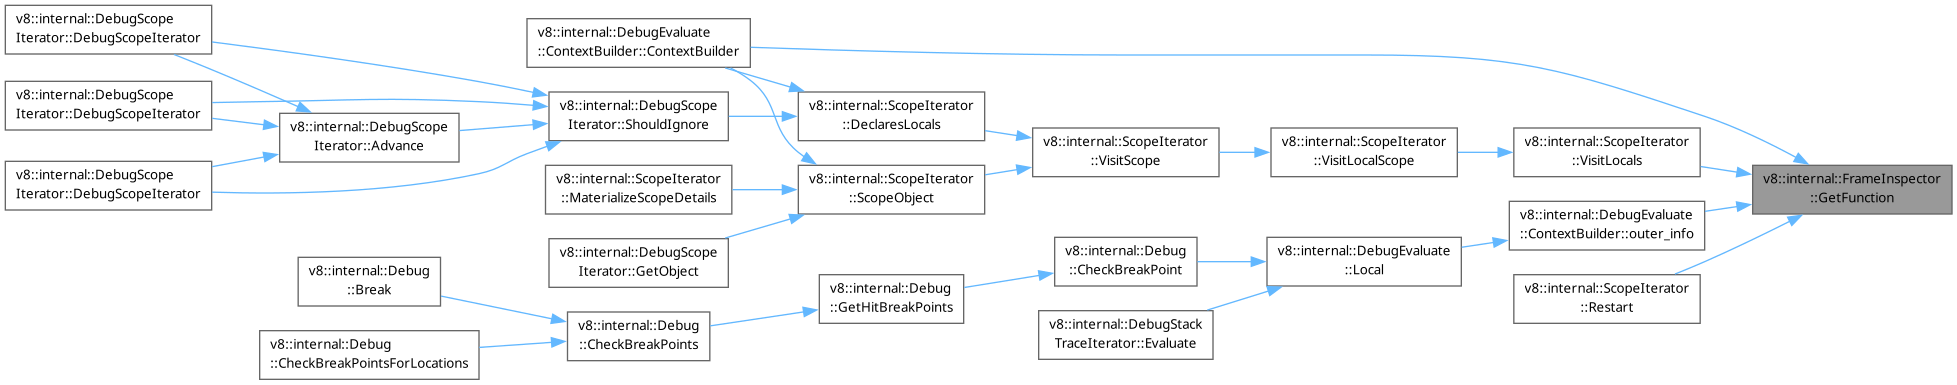 v8::internal::DebugScope
Iterator::DebugScopeIterator
v8::internal::DebugScope
Iterator::DebugScopeIterator
v8::internal::DebugScope
Iterator::DebugScopeIterator
v8::internal::DebugScope
Iterator::Advance
v8::internal::Debug
::Break
v8::internal::Debug
::CheckBreakPointsForLocations
v8::internal::DebugEvaluate
::ContextBuilder::ContextBuilder
v8::internal::DebugScope
Iterator::ShouldIgnore
v8::internal::ScopeIterator
::MaterializeScopeDetails
v8::internal::DebugScope
Iterator::GetObject
v8::internal::Debug
::CheckBreakPoints
v8::internal::ScopeIterator
::DeclaresLocals
v8::internal::ScopeIterator
::ScopeObject
v8::internal::Debug
::GetHitBreakPoints
v8::internal::ScopeIterator
::VisitScope
v8::internal::Debug
::CheckBreakPoint
v8::internal::DebugStack
TraceIterator::Evaluate
v8::internal::ScopeIterator
::VisitLocalScope
v8::internal::DebugEvaluate
::Local
v8::internal::ScopeIterator
::VisitLocals
v8::internal::DebugEvaluate
::ContextBuilder::outer_info
v8::internal::ScopeIterator
::Restart
v8::internal::FrameInspector
::GetFunction